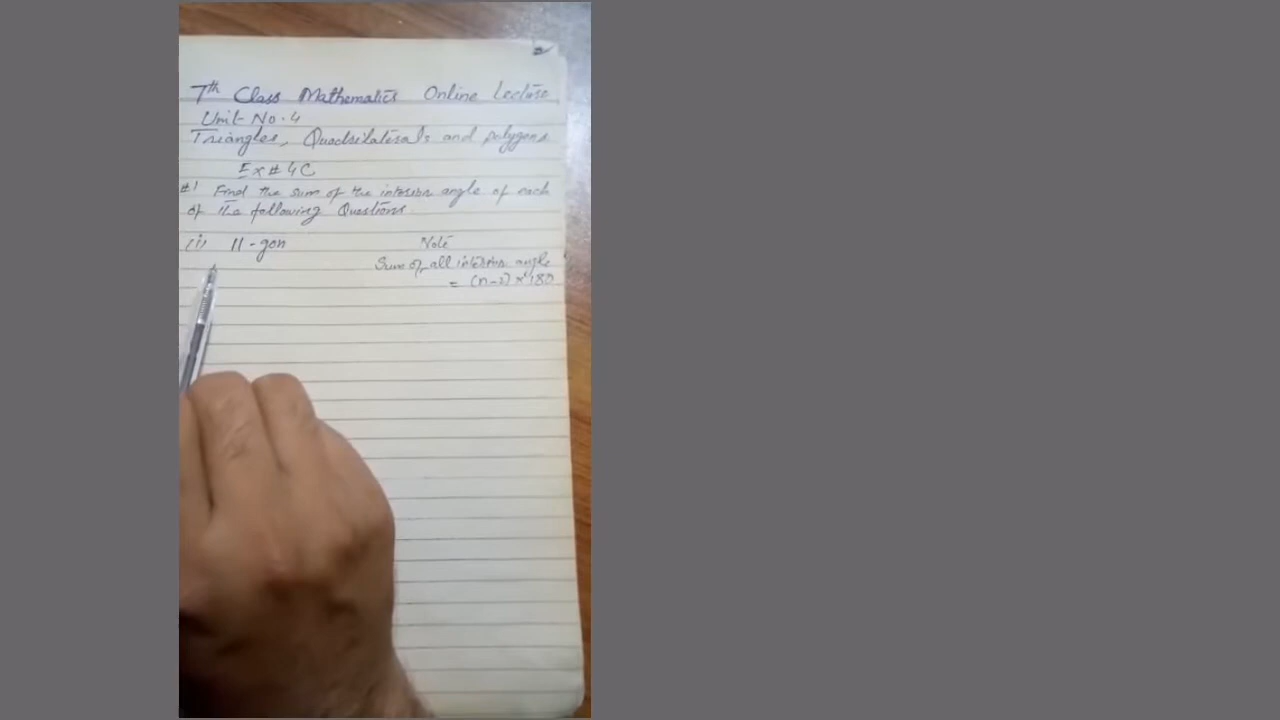 7th Class Mathematics Online Lecture
Unit No. 4
Triangles, Quadrilaterals and polygons
Ex # 4C
#1 Find the sum of the interior angle of each
of The following Questions.
(i) 11-gon
Note
Sum of all interior angle
= (n-2) x 180